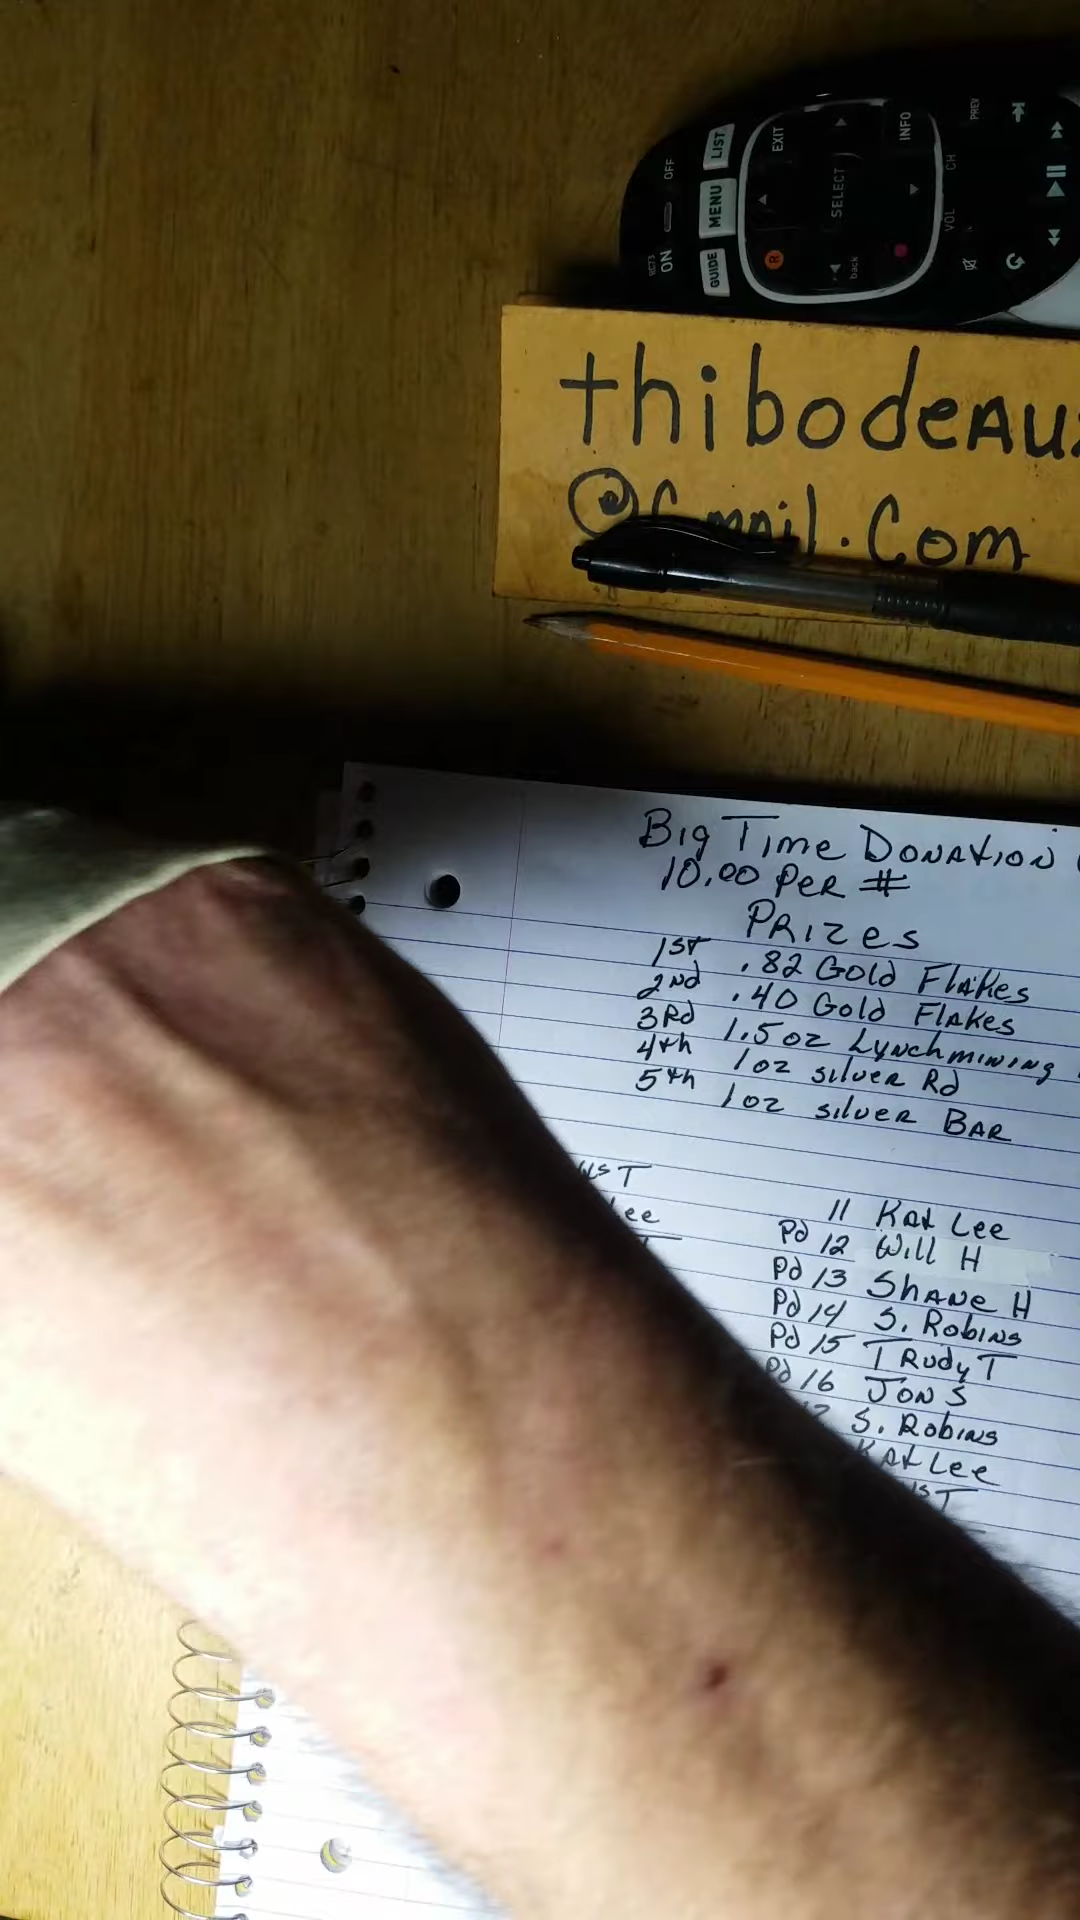 RC73
ON OFF
GUIDE MENU LIST
EXIT
SELECT
back
INFO
VOL CH PREV
R
thibodeau
@Gmail.Com
Big Time Donation
10.00 Per #
Prizes
1st .82 Gold Flakes
2nd .40 Gold Flakes
3Rd 1.5oz Lynchmining
4th 1oz silver Rd
5th 1oz silver Bar
11 Kat Lee
Pd 12 Will H
Pd 13 Shane H
Pd 14 S. Robins
Pd 15 Trudy T
Pd 16 Jon S
S. Robins
Kat Lee